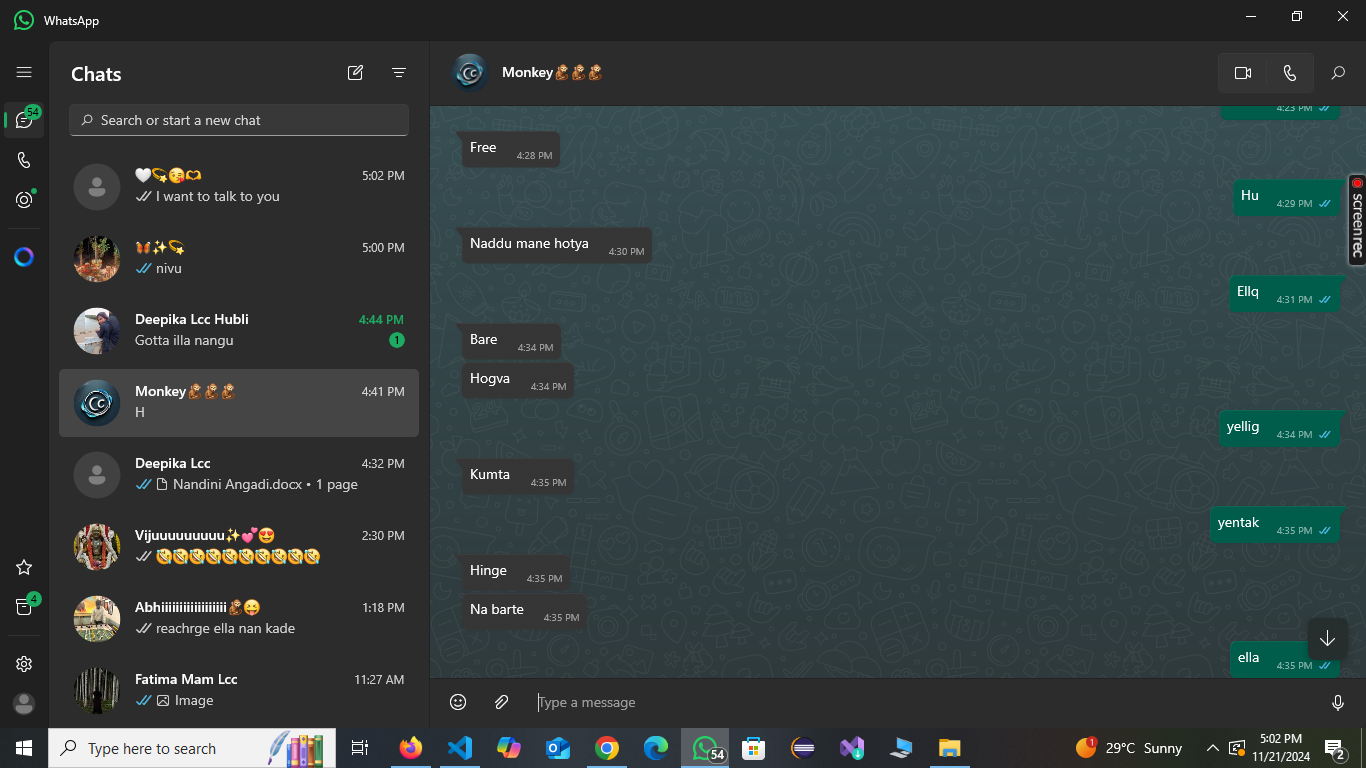 WhatsApp
Chats
Monkey🙊🙊🙊
54
Search or start a new chat
🤍💫😘🫶 5:02 PM
I want to talk to you
🦋✨💫 5:00 PM
nivu
Deepika Lcc Hubli 4:44 PM
Gotta illa nangu 1
Monkey🙊🙊🙊 4:41 PM
H
Deepika Lcc 4:32 PM
Nandini Angadi.docx • 1 page
Vijuuuuuuuuu✨💕😍 2:30 PM
🤣🤣🤣🤣🤣🤣🤣🤣🤣🤣
4
Abhiiiiiiiiiiiiiiiiii🙊😜 1:18 PM
reachrge ella nan kade
Fatima Mam Lcc 11:27 AM
Image
4:23 PM
Free 4:28 PM
Hu 4:29 PM
Naddu mane hotya 4:30 PM
Ellq 4:31 PM
Bare 4:34 PM
Hogva 4:34 PM
yellig 4:34 PM
Kumta 4:35 PM
yentak 4:35 PM
Hinge 4:35 PM
Na barte 4:35 PM
ella 4:35 PM
Type a message
screenrec
Type here to search
54
1
29°C Sunny
5:02 PM
11/21/2024
2